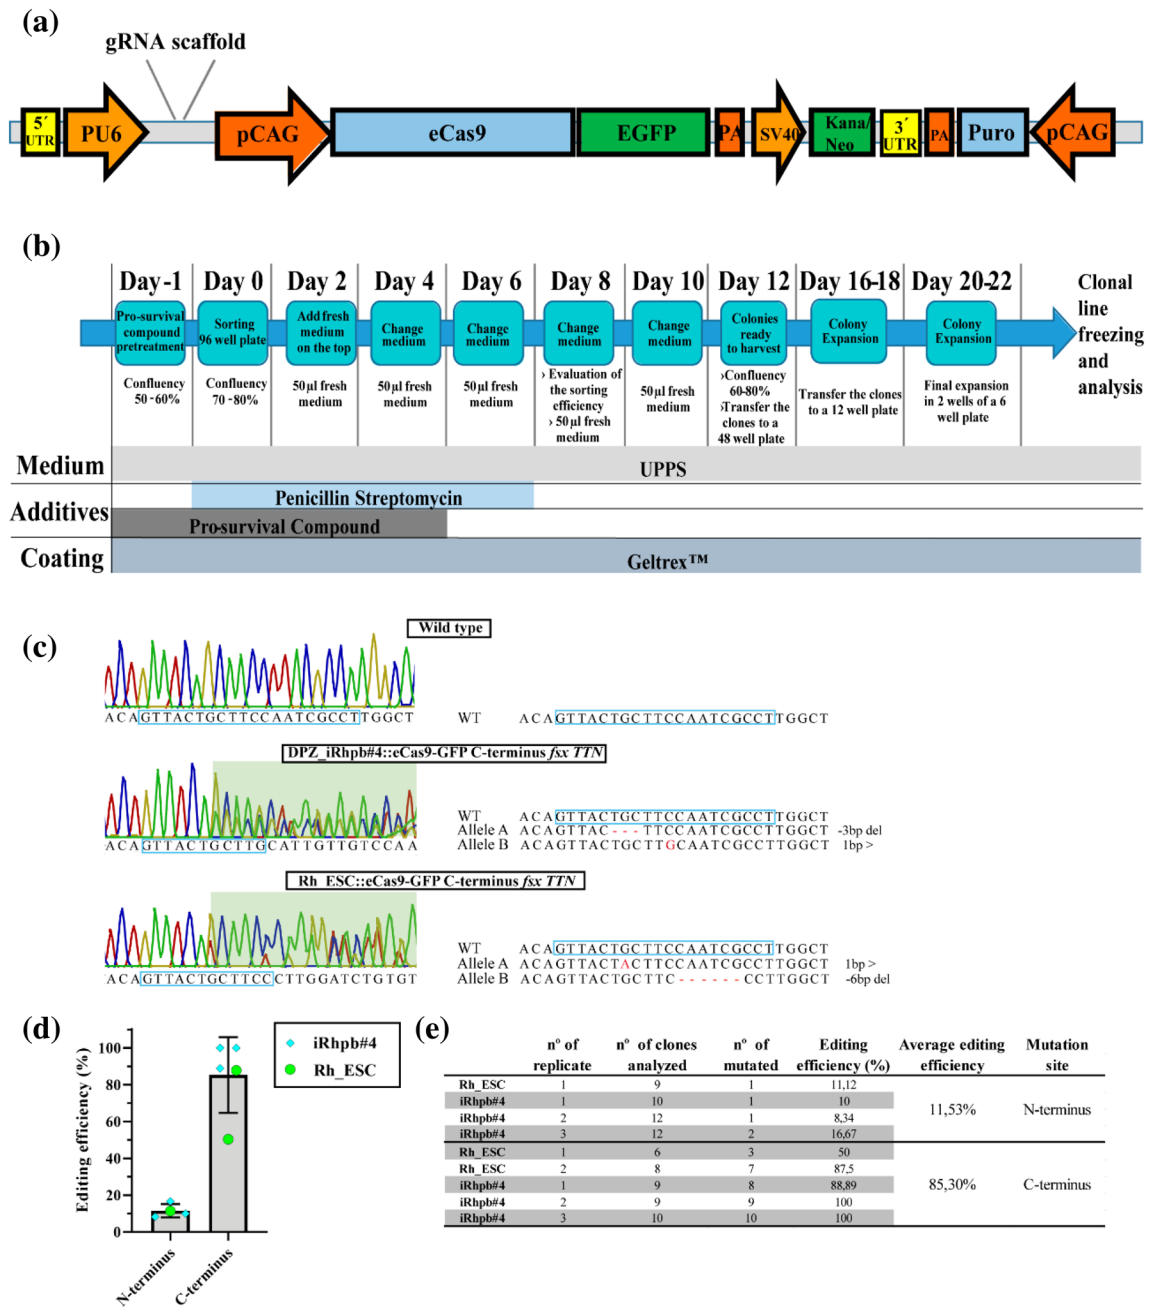 (a)
gRNA scaffold
5´
UTR
PU6
pCAG
eCas9
EGFP
PA
SV40
Kana/
Neo
3´
UTR
PA
Puro
pCAG
(b)
Day -1
Day 0
Day 2
Day 4
Day 6
Day 8
Day 10
Day 12
Day 16-18
Day 20-22
Clonal
line
freezing
and
analysis
Pro-survival
compound
pretreatment
Sorting
96 well plate
Add fresh
medium
on the top
Change
medium
Change
medium
Change
medium
Change
medium
Colonies
ready
to harvest
Colony
Expansion
Colony
Expansion
Confluency
50 -60%
Confluency
70 -80%
50 µl fresh
medium
50 µl fresh
medium
50 µl fresh
medium
› Evaluation of
the sorting
efficiency
› 50 µl fresh
medium
50 µl fresh
medium
›Confluency
60-80%
›Transfer the
clones to a
48 well plate
Transfer the clones
to a 12 well plate
Final expansion
in 2 wells of a 6
well plate
Medium
UPPS
Additives
Penicillin Streptomycin
Pro-survival Compound
Coating
Geltrex™
(c)
Wild type
ACAGTTACTGCTTCCAATCGCCTTGGCT
WT ACAGTTACTGCTTCCAATCGCCTTGGCT
DPZ_iRhpb#4::eCas9-GFP C-terminus fsx TTN
ACAGTTACTGCTTGCATTGTTGTCCAA
WT ACAGTTACTGCTTCCAATCGCCTTGGCT
Allele A ACAGTTAC---TTCCAATCGCCTTGGCT -3bp del
Allele B ACAGTTACTGCTTGCAATCGCCTTGGCT 1bp >
Rh_ESC::eCas9-GFP C-terminus fsx TTN
ACAGTTACTGCTTCCCTTGGATCTGTGT
WT ACAGTTACTGCTTCCAATCGCCTTGGCT
Allele A ACAGTTACTACTTCCAATCGCCTTGGCT 1bp >
Allele B ACAGTTACTGCTTC------CCTTGGCT -6bp del
(d)
Editing efficiency (%)
100
80
60
40
20
0
N-terminus
C-terminus
iRhpb#4
Rh_ESC
(e)
n° of replicate n° of clones analyzed n° of mutated Editing efficiency (%) Average editing efficiency Mutation site
Rh_ESC 1 9 1 11,12
iRhpb#4 1 10 1 10
11,53% N-terminus
iRhpb#4 2 12 1 8,34
iRhpb#4 3 12 2 16,67
Rh_ESC 1 6 3 50
Rh_ESC 2 8 7 87,5
iRhpb#4 1 9 8 88,89
85,30% C-terminus
iRhpb#4 2 9 9 100
iRhpb#4 3 10 10 100